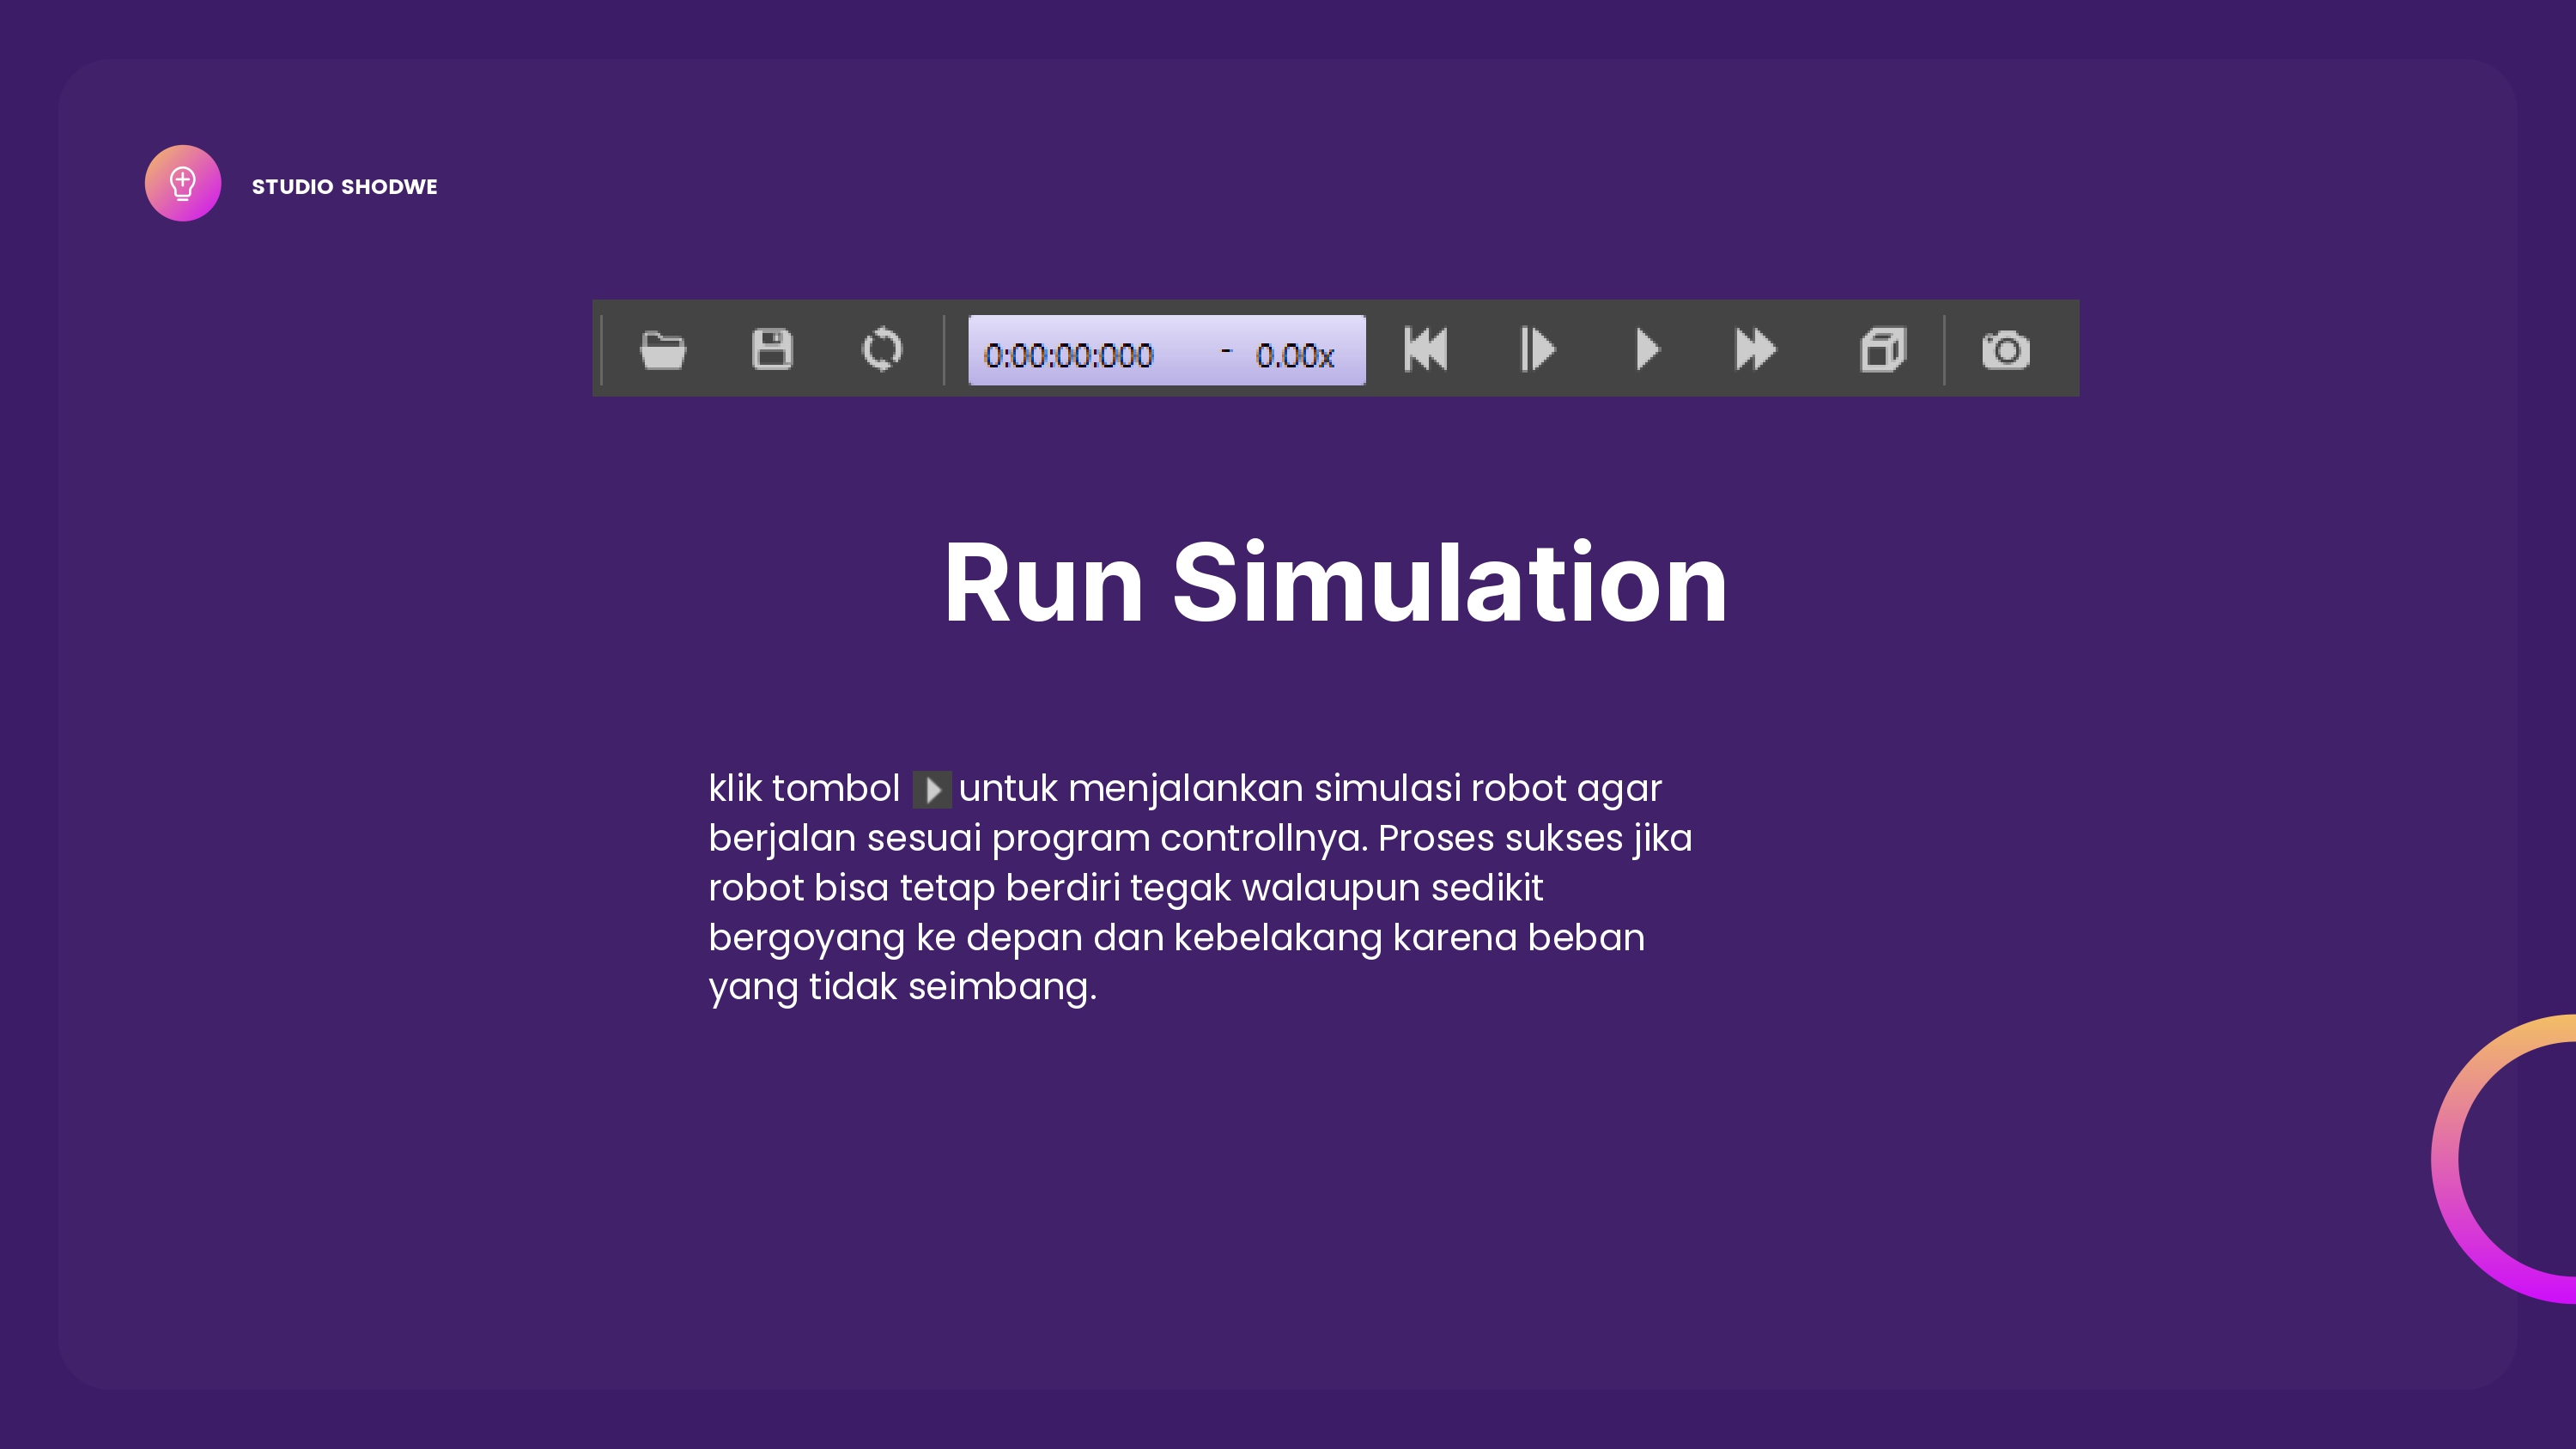 STUDIO SHODWE
0:00:00:000 - 0.00x
Run Simulation
klik tombol untuk menjalankan simulasi robot agar
berjalan sesuai program controllnya. Proses sukses jika
robot bisa tetap berdiri tegak walaupun sedikit
bergoyang ke depan dan kebelakang karena beban
yang tidak seimbang.